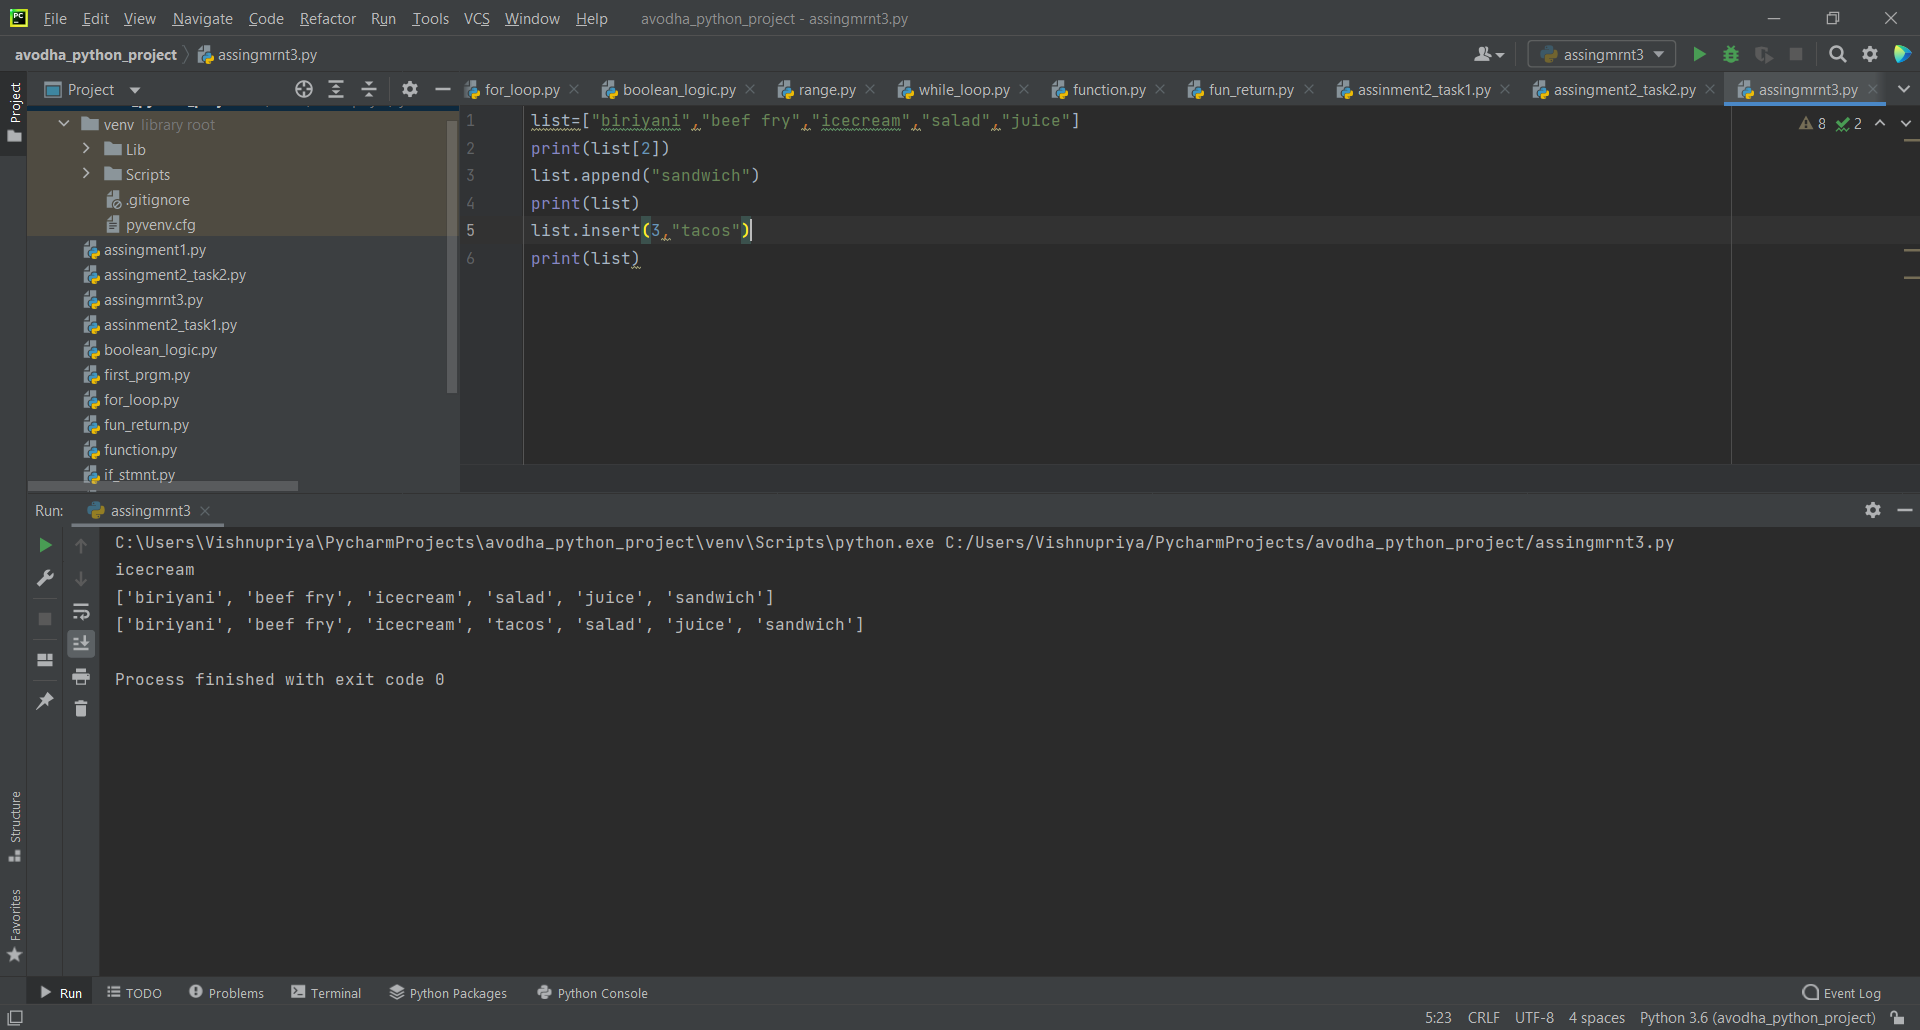 File Edit View Navigate Code Refactor Run Tools VCS Window Help avodha_python_project - assingmrnt3.py
avodha_python_project assingmrnt3.py assingmrnt3
Project
Project for_loop.py boolean_logic.py range.py while_loop.py function.py fun_return.py assinment2_task1.py assingment2_task2.py assingmrnt3.py
venv library root
Lib
Scripts
.gitignore
pyvenv.cfg
assingment1.py
assingment2_task2.py
assingmrnt3.py
assinment2_task1.py
boolean_logic.py
first_prgm.py
for_loop.py
fun_return.py
function.py
if_stmnt.py
1 list=["biriyani","beef fry","icecream","salad","juice"]
2 print(list[2])
3 list.append("sandwich")
4 print(list)
5 list.insert(3,"tacos")
6 print(list)
8 2
Run: assingmrnt3
C:\Users\Vishnupriya\PycharmProjects\avodha_python_project\venv\Scripts\python.exe C:/Users/Vishnupriya/PycharmProjects/avodha_python_project/assingmrnt3.py
icecream
['biriyani', 'beef fry', 'icecream', 'salad', 'juice', 'sandwich']
['biriyani', 'beef fry', 'icecream', 'tacos', 'salad', 'juice', 'sandwich']
Process finished with exit code 0
Structure
Favorites
Run TODO Problems Terminal Python Packages Python Console Event Log
5:23 CRLF UTF-8 4 spaces Python 3.6 (avodha_python_project)